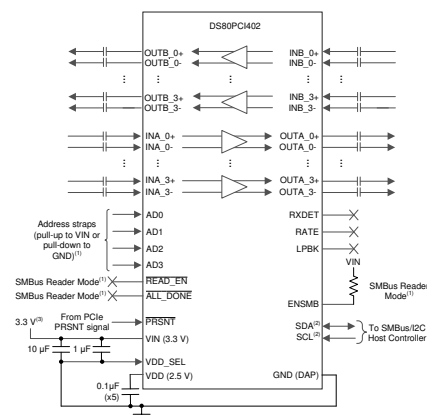 DS80PCI402
OUTB_0+
OUTB_0-
INB_0+
INB_0-
OUTB_3+
OUTB_3-
INB_3+
INB_3-
INA_0+
INA_0-
OUTA_0+
OUTA_0-
INA_3+
INA_3-
OUTA_3+
OUTA_3-
Address straps
(pull-up to VIN or
pull-down to
GND)(1)
AD0
AD1
AD2
AD3
RXDET
RATE
LPBK
VIN
SMBus Reader
Mode(1)
ENSMB
SMBus Reader Mode(1)
READ_EN
SMBus Reader Mode(1)
ALL_DONE
SDA(2)
SCL(2)
To SMBus/I2C
Host Controller
From PCIe
PRSNT signal
PRSNT
3.3 V(3)
VIN (3.3 V)
10 µF
1 µF
VDD_SEL
VDD (2.5 V)
0.1µF
(x5)
GND (DAP)